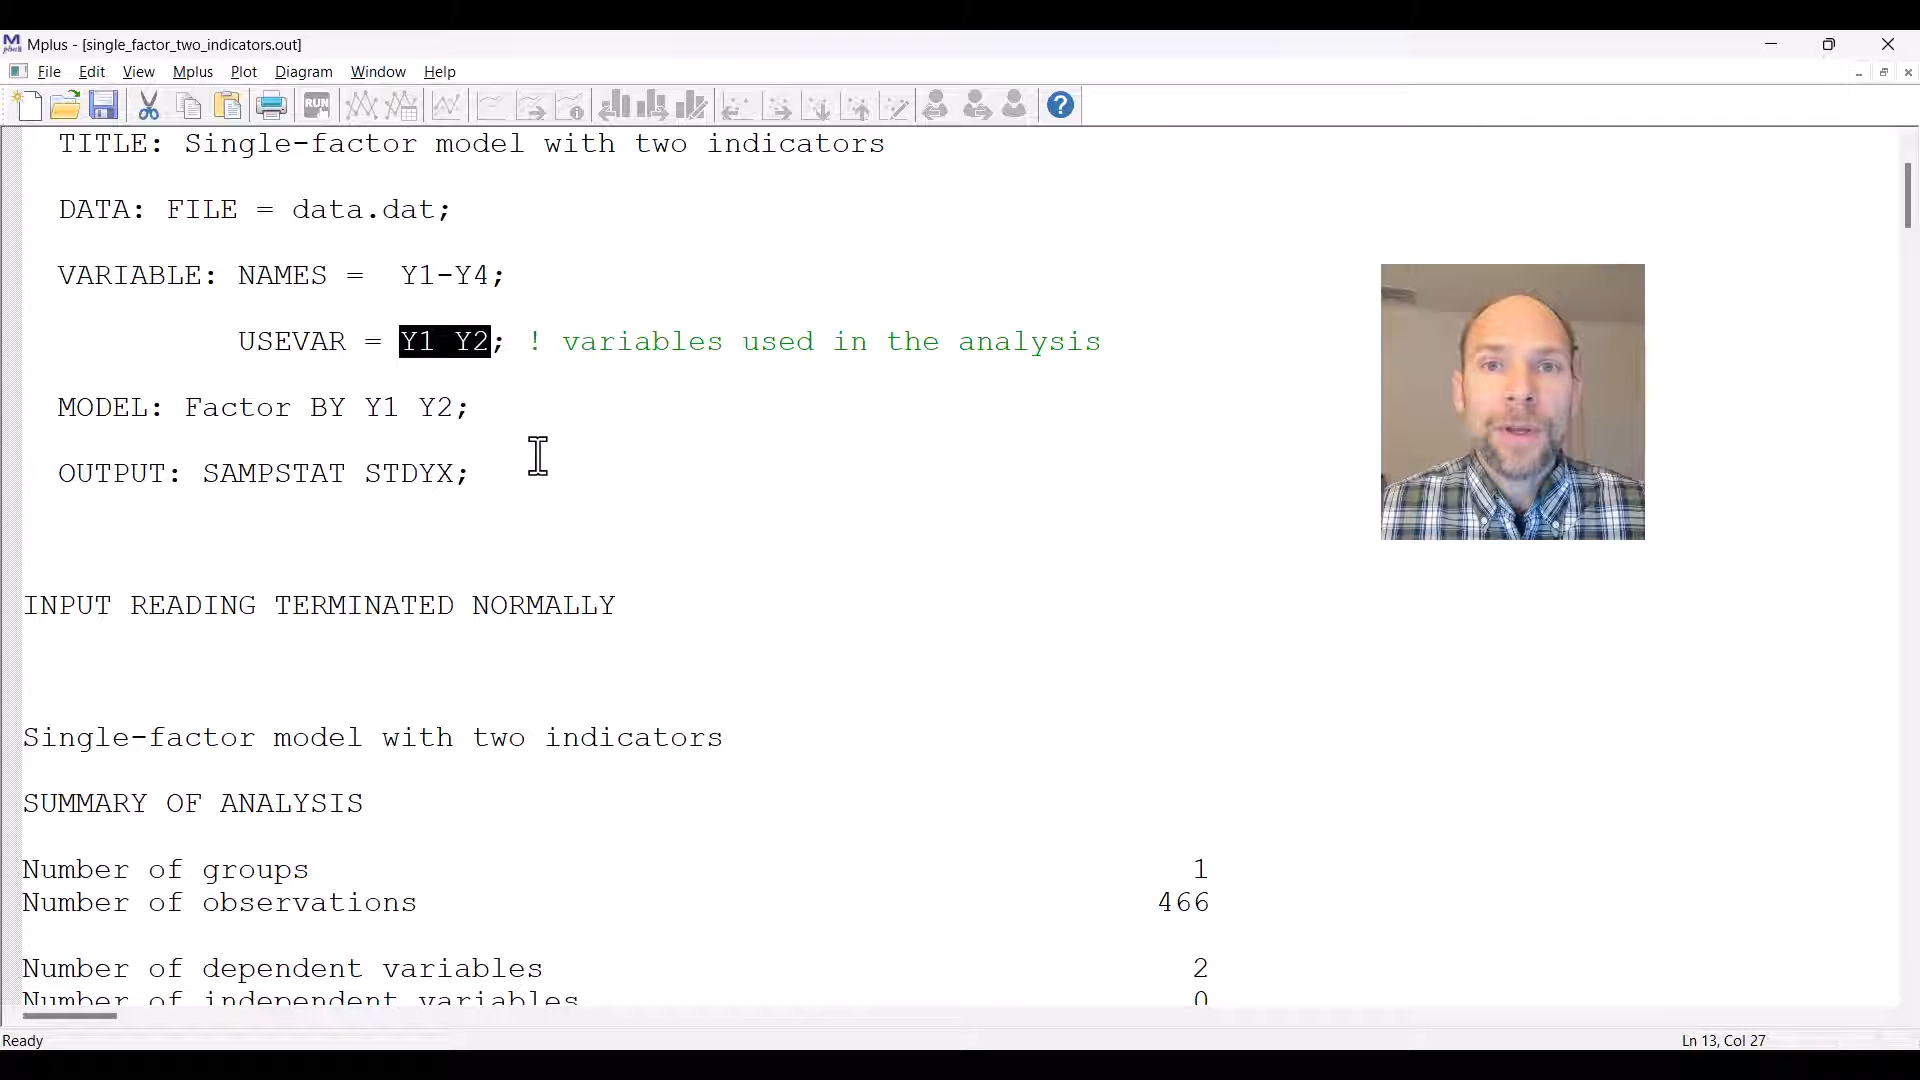 Mplus - [single_factor_two_indicators.out]
File Edit View Mplus Plot Diagram Window Help
RUN
TITLE: Single-factor model with two indicators
DATA: FILE = data.dat;
VARIABLE: NAMES = Y1-Y4;
USEVAR = Y1 Y2; ! variables used in the analysis
MODEL: Factor BY Y1 Y2;
OUTPUT: SAMPSTAT STDYX;
INPUT READING TERMINATED NORMALLY
Single-factor model with two indicators
SUMMARY OF ANALYSIS
Number of groups 1
Number of observations 466
Number of dependent variables 2
Number of independent variables 0
Ready
Ln 13, Col 27